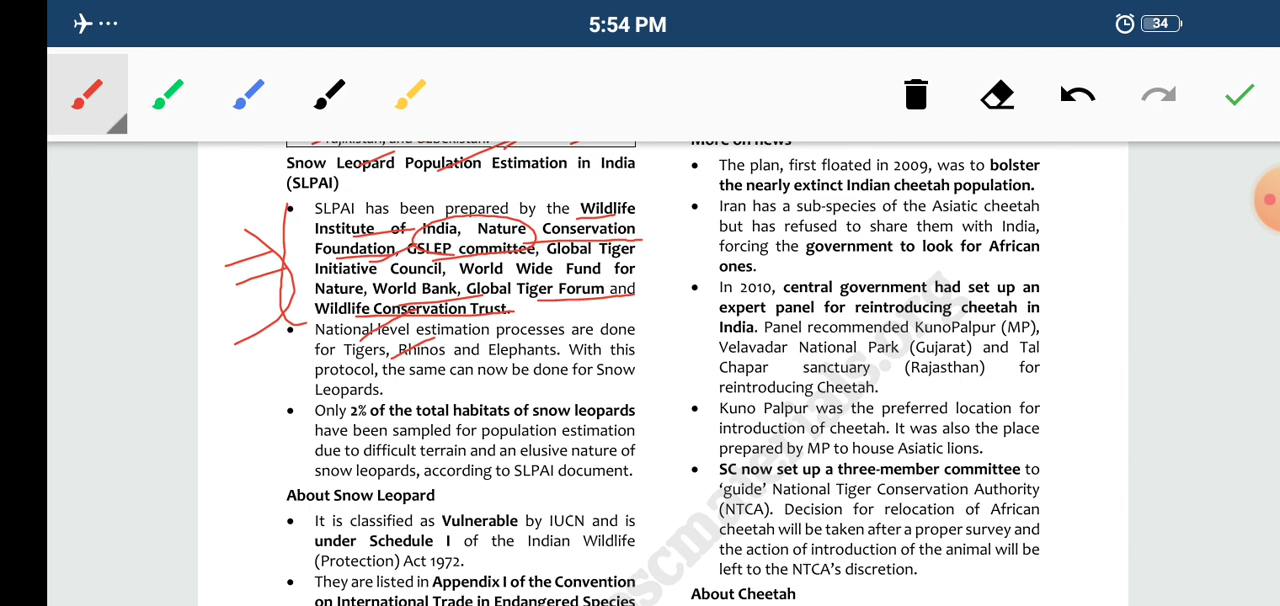 5:54 PM
34
Tajikistan, and Uzbekistan.
Snow Leopard Population Estimation in India
(SLPAI)
• SLPAI has been prepared by the Wildlife
Institute of India, Nature Conservation
Foundation, GSLEP committee, Global Tiger
Initiative Council, World Wide Fund for
Nature, World Bank, Global Tiger Forum and
Wildlife Conservation Trust.
• National-level estimation processes are done
for Tigers, Rhinos and Elephants. With this
protocol, the same can now be done for Snow
Leopards.
• Only 2% of the total habitats of snow leopards
have been sampled for population estimation
due to difficult terrain and an elusive nature of
snow leopards, according to SLPAI document.
About Snow Leopard
• It is classified as Vulnerable by IUCN and is
under Schedule I of the Indian Wildlife
(Protection) Act 1972.
• They are listed in Appendix I of the Convention
on International Trade in Endangered Species
More on news
• The plan, first floated in 2009, was to bolster
the nearly extinct Indian cheetah population.
• Iran has a sub-species of the Asiatic cheetah
but has refused to share them with India,
forcing the government to look for African
ones.
• In 2010, central government had set up an
expert panel for reintroducing cheetah in
India. Panel recommended KunoPalpur (MP),
Velavadar National Park (Gujarat) and Tal
Chapar sanctuary (Rajasthan) for
reintroducing Cheetah.
• Kuno Palpur was the preferred location for
introduction of cheetah. It was also the place
prepared by MP to house Asiatic lions.
• SC now set up a three-member committee to
‘guide’ National Tiger Conservation Authority
(NTCA). Decision for relocation of African
cheetah will be taken after a proper survey and
the action of introduction of the animal will be
left to the NTCA’s discretion.
About Cheetah
scmaterials.org